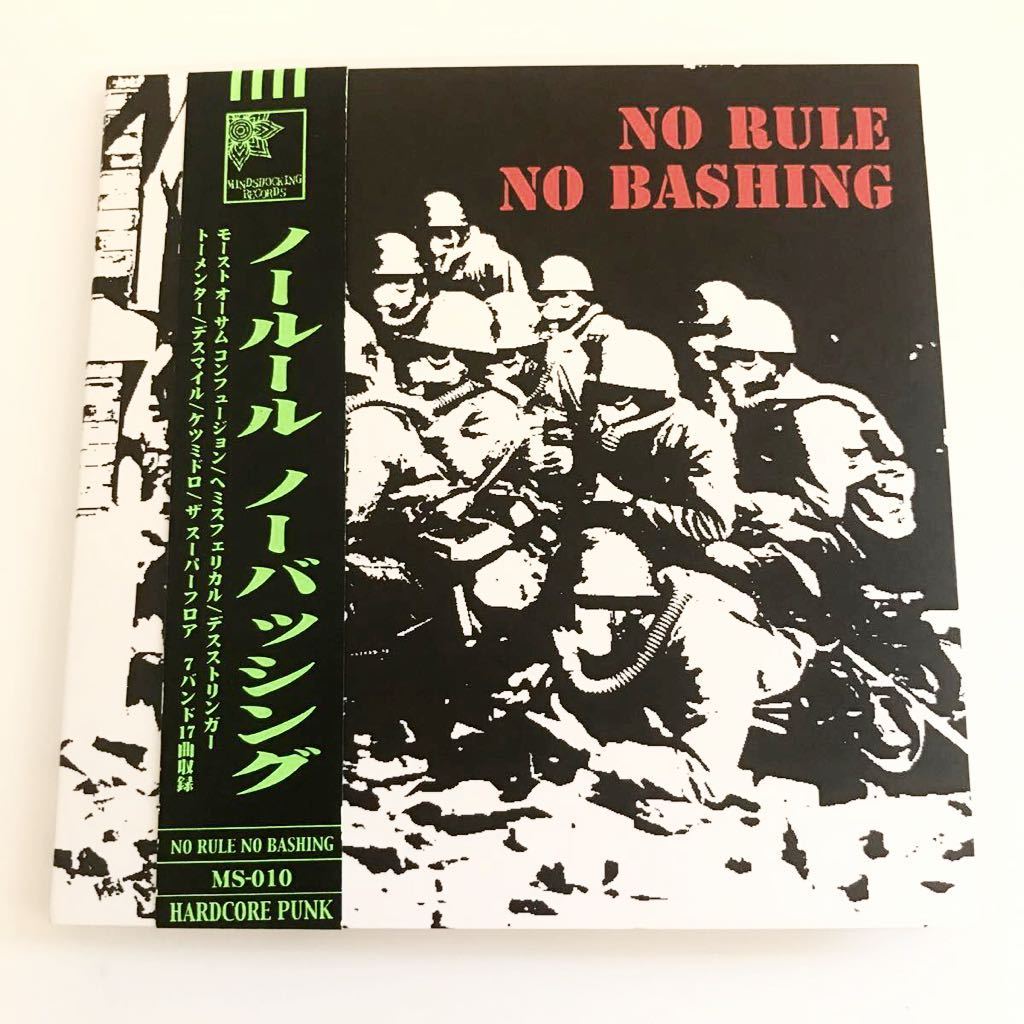 NO RULE
NO BASHING
MINDSHOCKING
RECORDS
ノールール ノーバッシング
モースト オーサム コンフュージョン/ヘミスフェリカル/デスストリンガー
トーメンター/デスマイル/ケツミドロ/ザ スーパーフロア 7バンド17曲収録
NO RULE NO BASHING
MS-010
HARDCORE PUNK